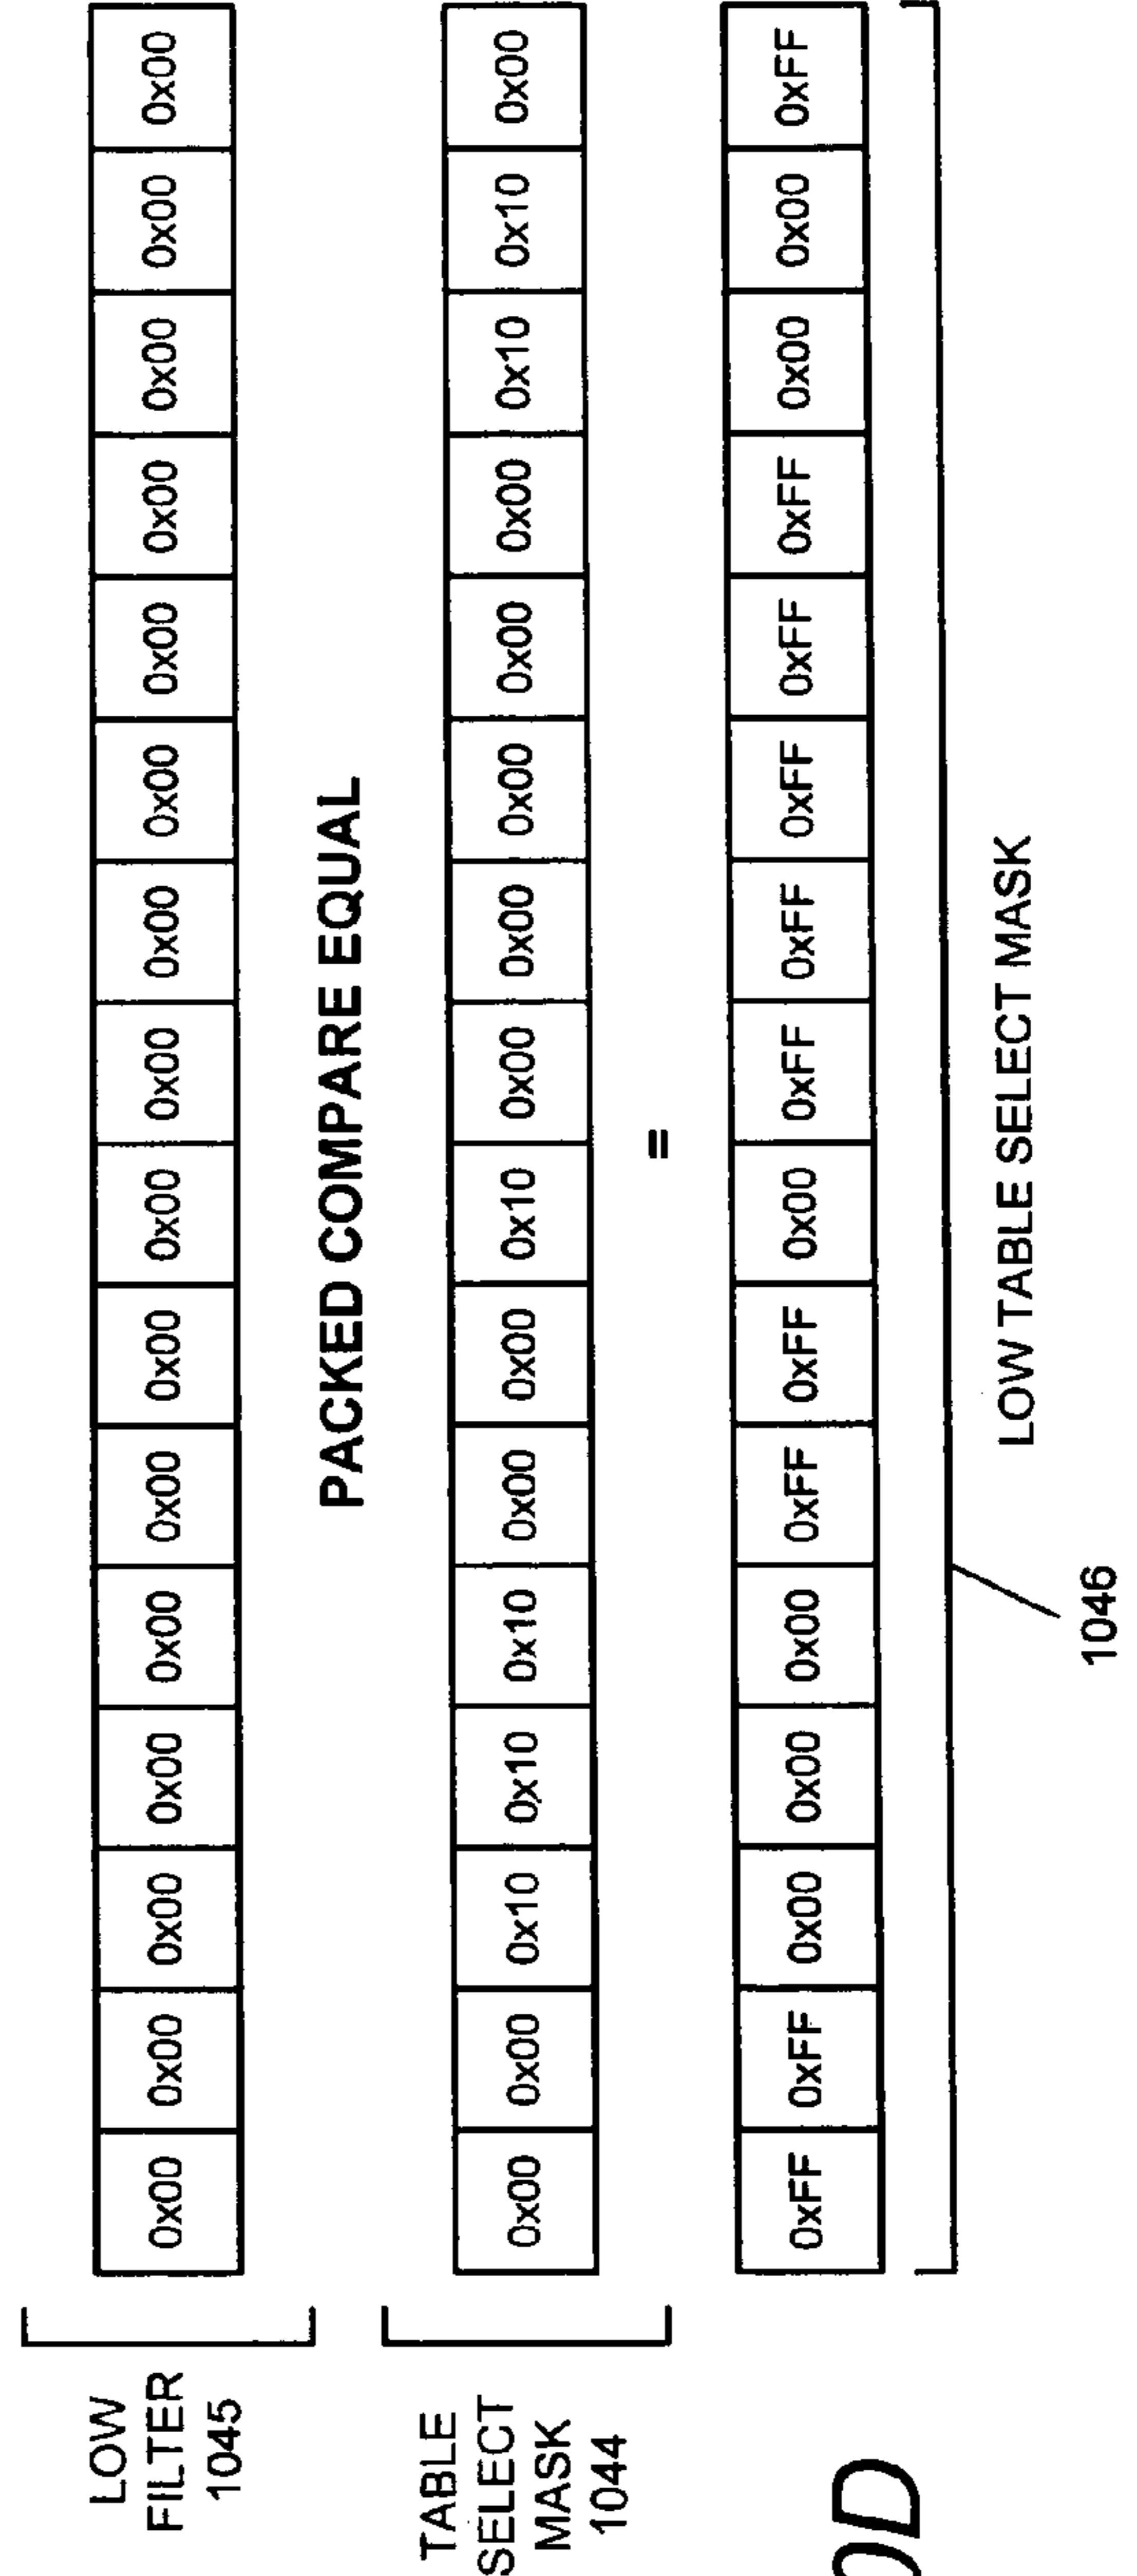 LOW
FILTER
1045
0x00 0x00 0x00 0x00 0x00 0x00 0x00 0x00 0x00 0x00 0x00 0x00 0x00 0x00 0x00 0x00
PACKED COMPARE EQUAL
TABLE
SELECT
MASK
1044
0x00 0x00 0x10 0x10 0x10 0x00 0x00 0x10 0x00 0x00 0x00 0x00 0x00 0x10 0x10 0x00
=
0xFF 0xFF 0x00 0x00 0x00 0xFF 0xFF 0x00 0xFF 0xFF 0xFF 0xFF 0xFF 0x00 0x00 0xFF
LOW TABLE SELECT MASK
1046
0D